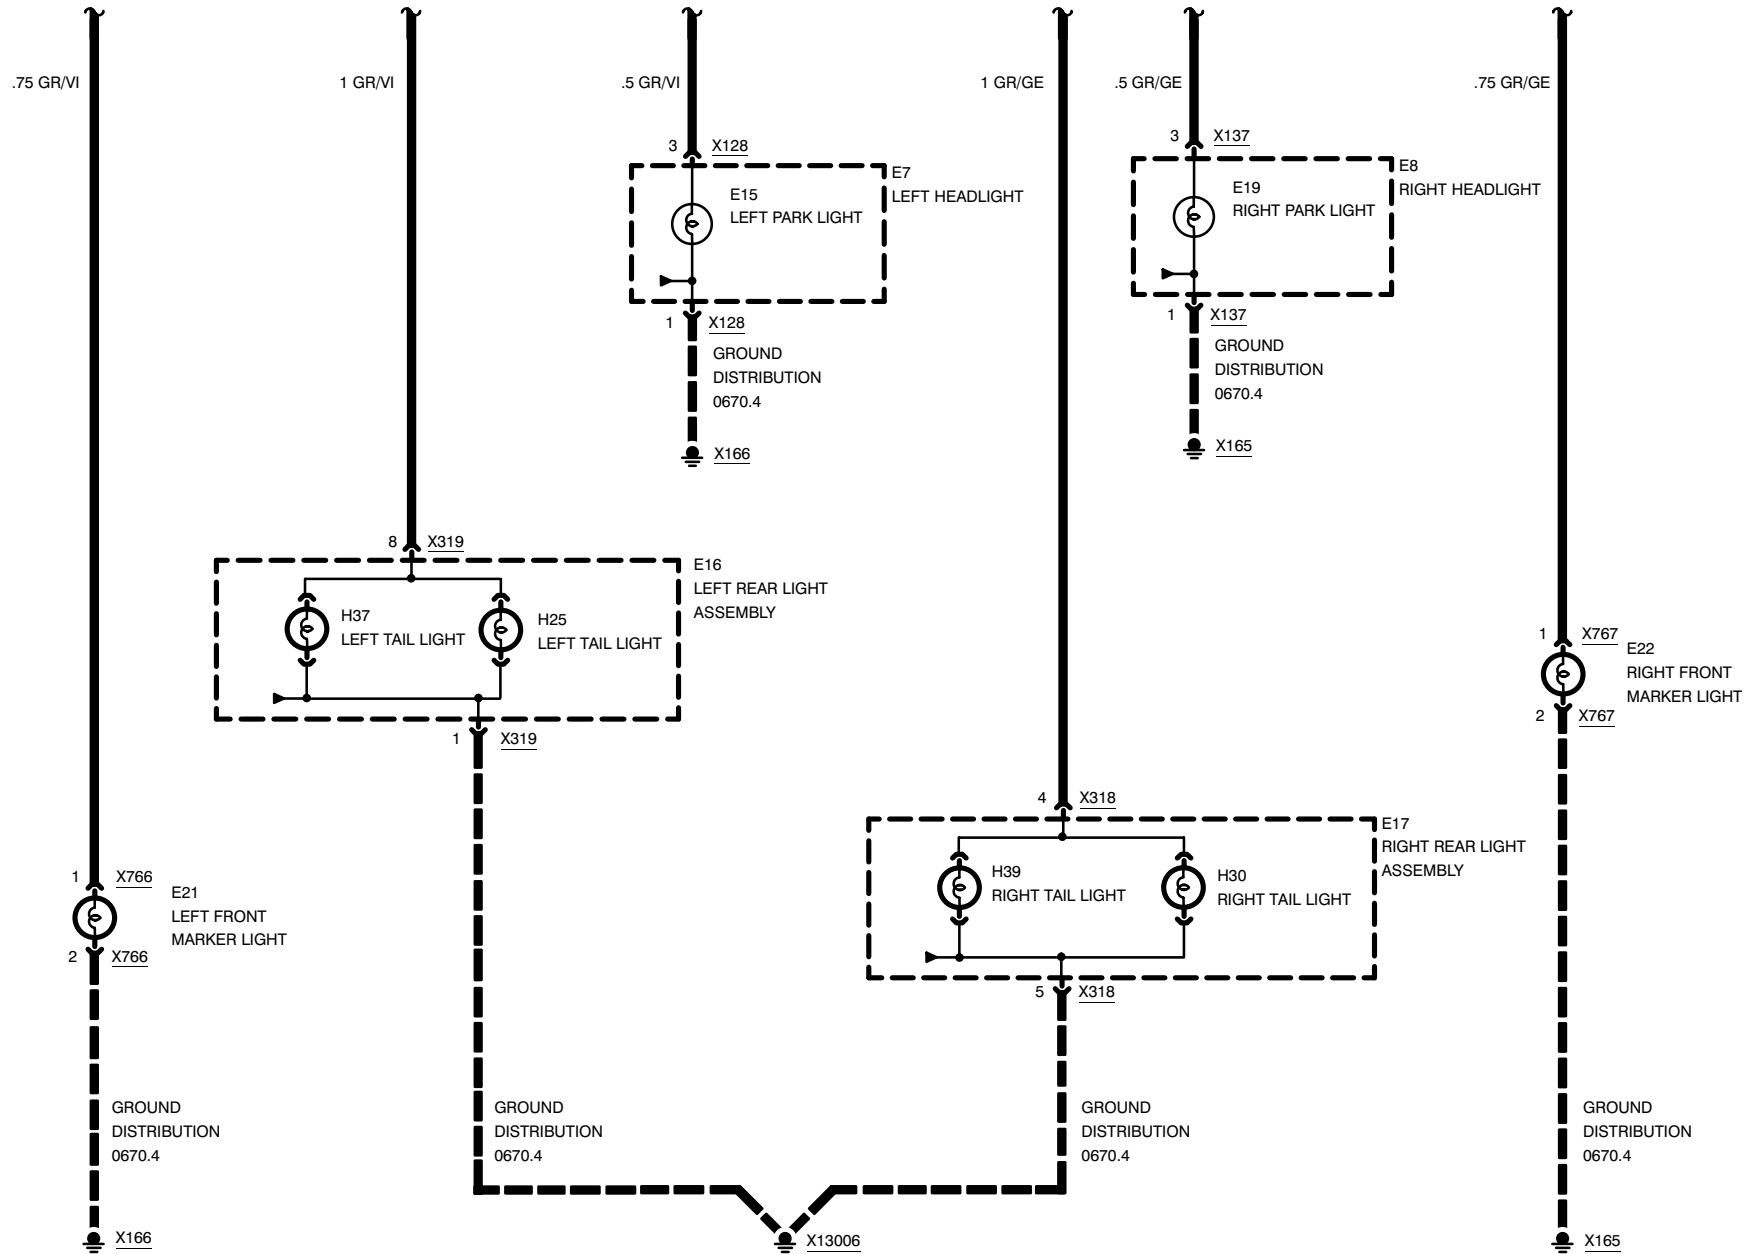 .75 GR/VI
1 GR/VI
.5 GR/VI
1 GR/GE
.5 GR/GE
.75 GR/GE
3 X128
E7
LEFT HEADLIGHT
E15
LEFT PARK LIGHT
1 X128
GROUND
DISTRIBUTION
0670.4
X166
3 X137
E8
RIGHT HEADLIGHT
E19
RIGHT PARK LIGHT
1 X137
GROUND
DISTRIBUTION
0670.4
X165
8 X319
E16
LEFT REAR LIGHT
ASSEMBLY
H37
LEFT TAIL LIGHT
H25
LEFT TAIL LIGHT
1 X319
1 X767
E22
RIGHT FRONT
MARKER LIGHT
2 X767
4 X318
E17
RIGHT REAR LIGHT
ASSEMBLY
H39
RIGHT TAIL LIGHT
H30
RIGHT TAIL LIGHT
5 X318
1 X766
E21
LEFT FRONT
MARKER LIGHT
2 X766
GROUND
DISTRIBUTION
0670.4
GROUND
DISTRIBUTION
0670.4
GROUND
DISTRIBUTION
0670.4
GROUND
DISTRIBUTION
0670.4
X166
X13006
X165